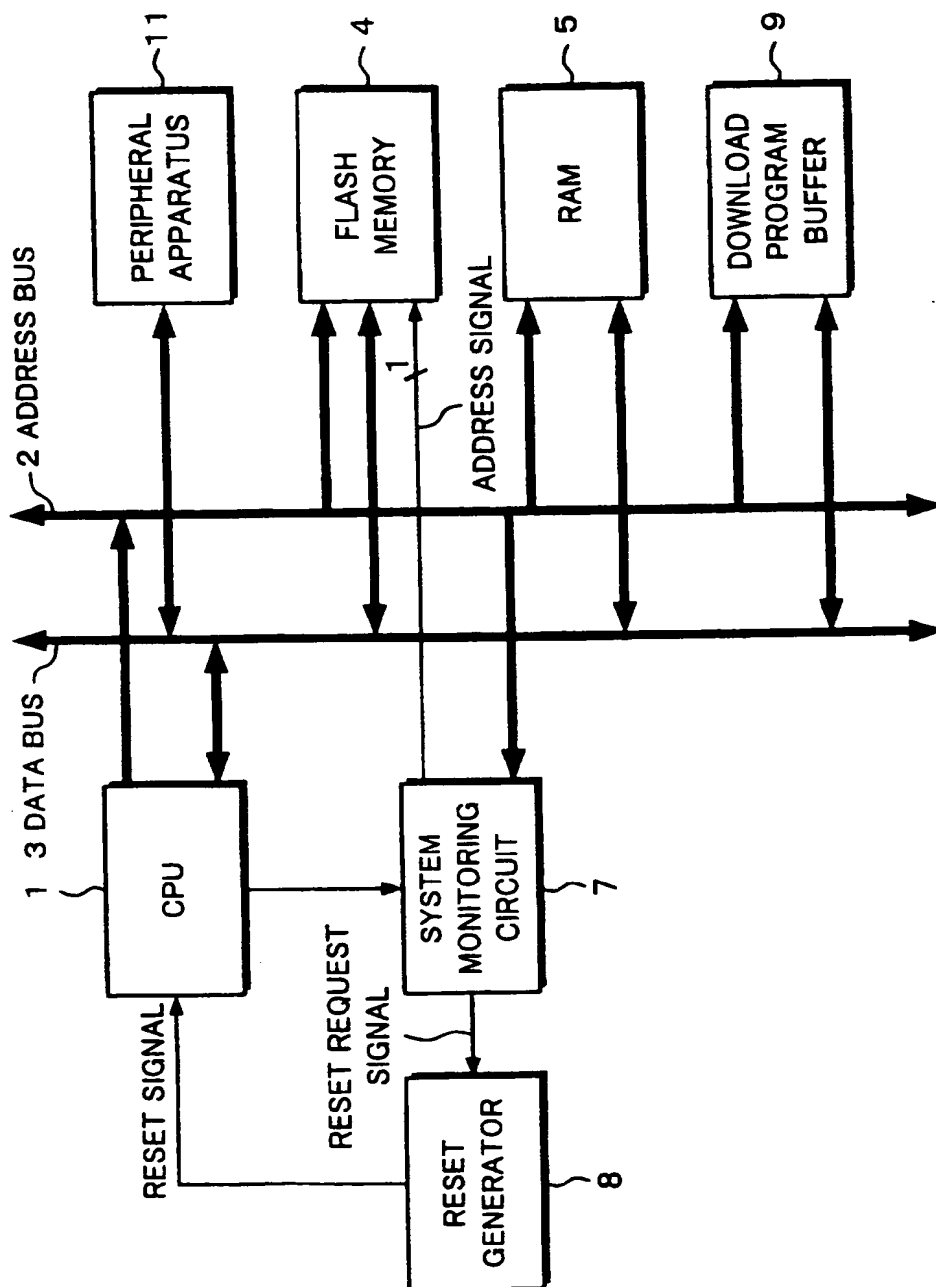 2 ADDRESS BUS
3 DATA BUS
1
CPU
RESET SIGNAL
SYSTEM
MONITORING
CIRCUIT
7
RESET REQUEST
SIGNAL
RESET
GENERATOR
8
PERIPHERAL
APPARATUS
11
FLASH
MEMORY
4
1
ADDRESS SIGNAL
RAM
5
DOWNLOAD
PROGRAM
BUFFER
9